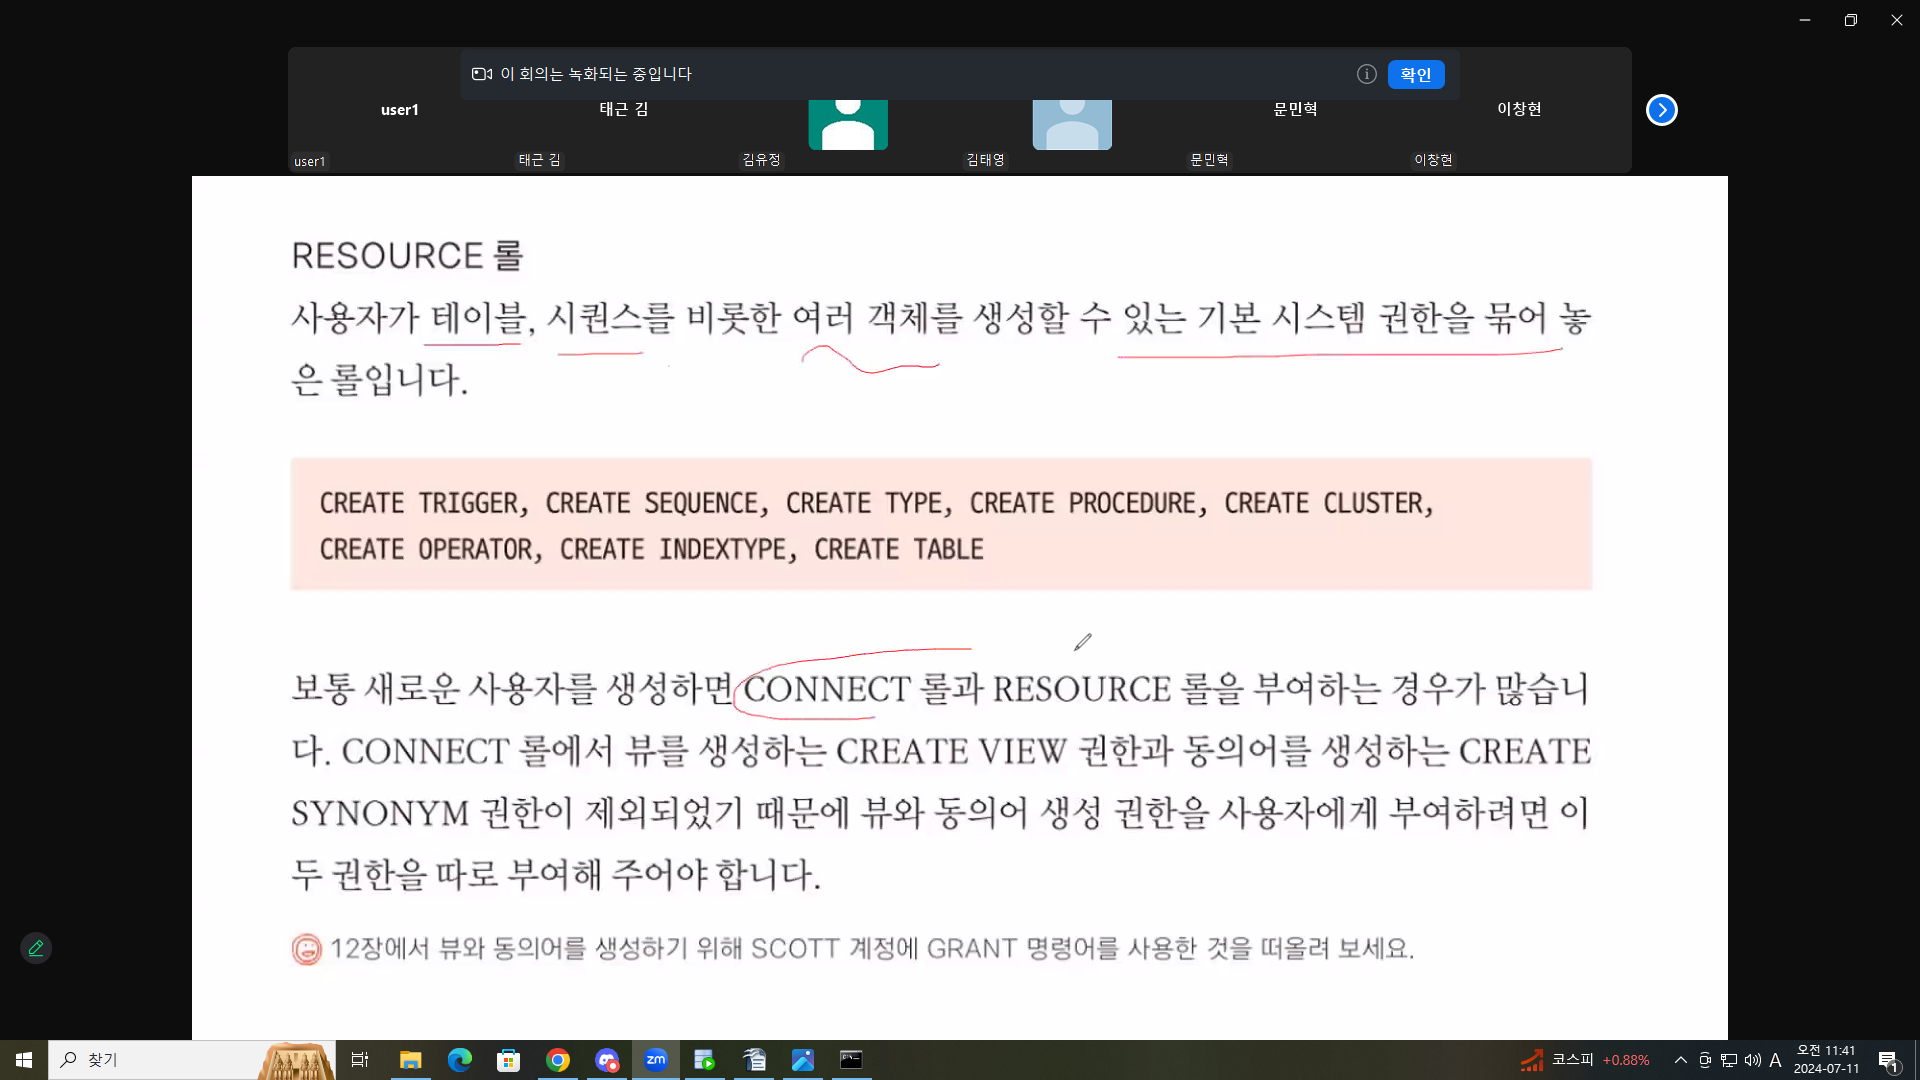 이 회의는 녹화되는 중입니다
확인
user1
태근 김
문민혁
이창현
user1
태근 김
김유정
김태영
문민혁
이창현
RESOURCE 롤
사용자가 테이블, 시퀀스를 비롯한 여러 객체를 생성할 수 있는 기본 시스템 권한을 묶어 놓
은 롤입니다.
CREATE TRIGGER, CREATE SEQUENCE, CREATE TYPE, CREATE PROCEDURE, CREATE CLUSTER,
CREATE OPERATOR, CREATE INDEXTYPE, CREATE TABLE
보통 새로운 사용자를 생성하면 CONNECT 롤과 RESOURCE 롤을 부여하는 경우가 많습니
다. CONNECT 롤에서 뷰를 생성하는 CREATE VIEW 권한과 동의어를 생성하는 CREATE
SYNONYM 권한이 제외되었기 때문에 뷰와 동의어 생성 권한을 사용자에게 부여하려면 이
두 권한을 따로 부여해 주어야 합니다.
12장에서 뷰와 동의어를 생성하기 위해 SCOTT 계정에 GRANT 명령어를 사용한 것을 떠올려 보세요.
찾기
zm
코스피 +0.88%
A
오전 11:41
2024-07-11
1